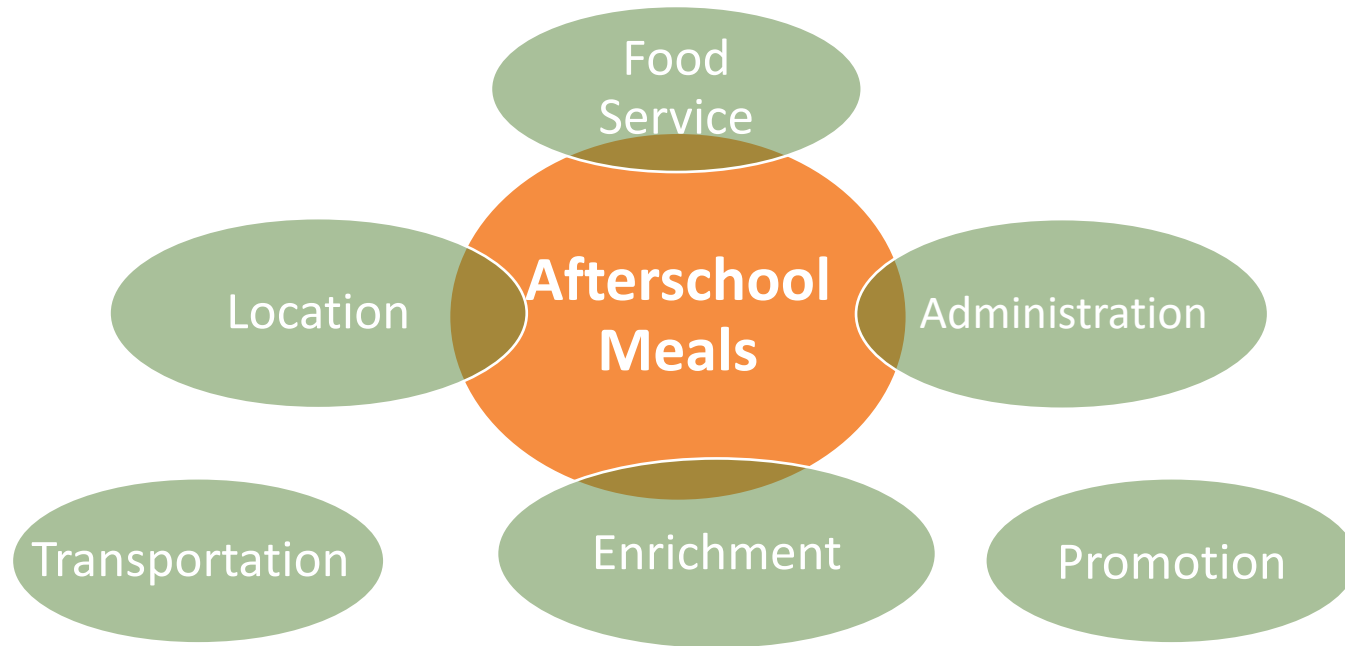 Food
Service
Location
Afterschool
Meals
Administration
Transportation
Enrichment
Promotion